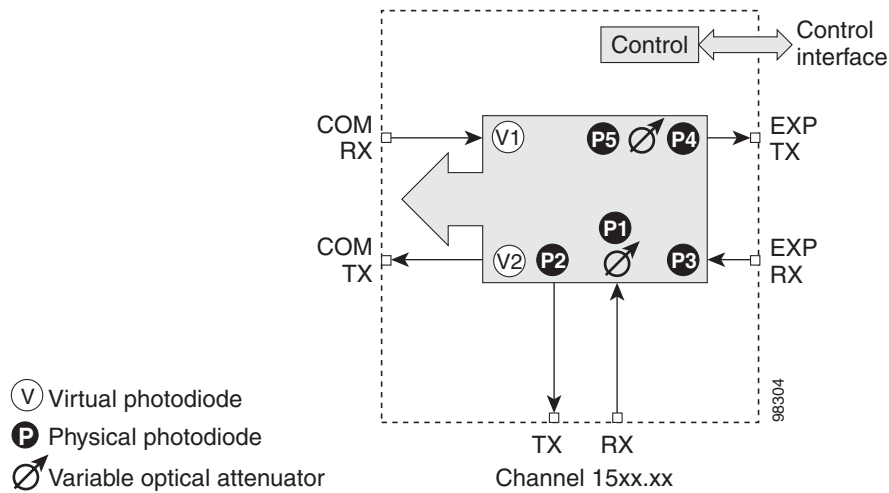 Control
Control
interface
COM
RX
V1
P5
P4
EXP
TX
P1
COM
TX
V2
P2
P3
EXP
RX
V Virtual photodiode
P Physical photodiode
Variable optical attenuator
TX RX
Channel 15xx.xx
98304